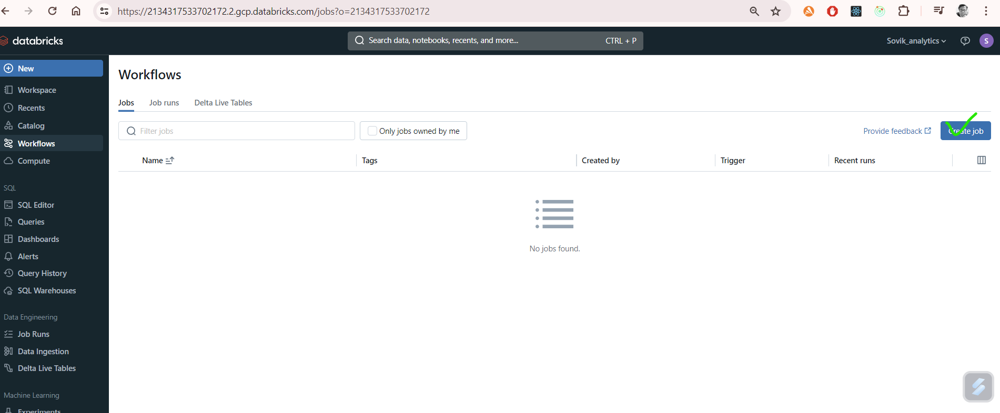 https://2134317533702172.2.gcp.databricks.com/jobs?o=2134317533702172
databricks
Search data, notebooks, recents, and more...
CTRL + P
Sovik_analytics
S
New
Workspace
Recents
Catalog
Workflows
Compute
SQL
SQL Editor
Queries
Dashboards
Alerts
Query History
SQL Warehouses
Data Engineering
Job Runs
Data Ingestion
Delta Live Tables
Machine Learning
Experiments
Workflows
Jobs
Job runs
Delta Live Tables
Filter jobs
Only jobs owned by me
Provide feedback
Create job
Name
Tags
Created by
Trigger
Recent runs
No jobs found.